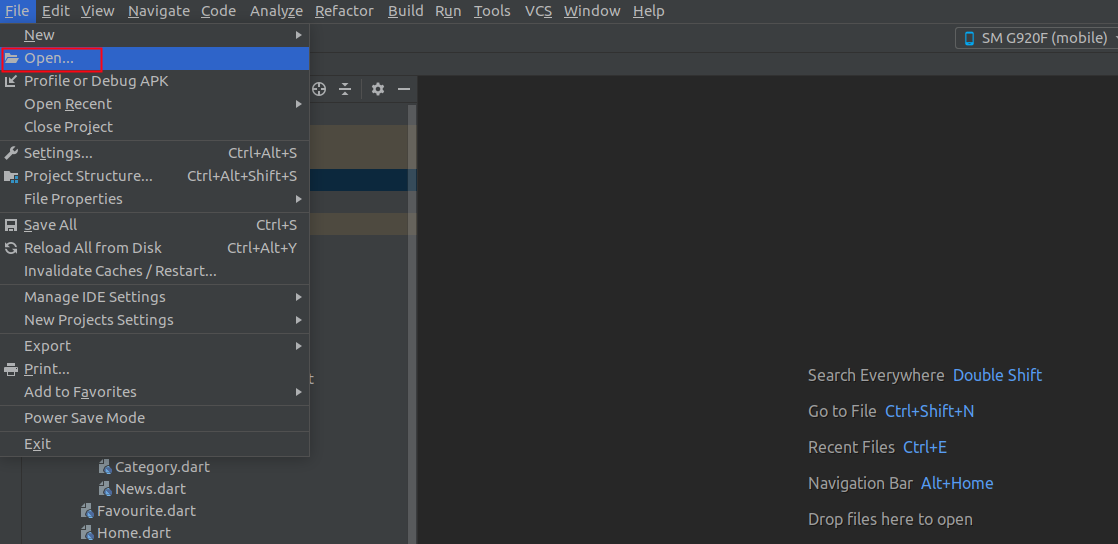 File Edit View Navigate Code Analyze Refactor Build Run Tools VCS Window Help
SM G920F (mobile)
New
Open...
Profile or Debug APK
Open Recent
Close Project
Settings... Ctrl+Alt+S
Project Structure... Ctrl+Alt+Shift+S
File Properties
Save All Ctrl+S
Reload All from Disk Ctrl+Alt+Y
Invalidate Caches / Restart...
Manage IDE Settings
New Projects Settings
Export
Print...
Add to Favorites
Power Save Mode
Exit
Category.dart
News.dart
Favourite.dart
Home.dart
Search Everywhere Double Shift
Go to File Ctrl+Shift+N
Recent Files Ctrl+E
Navigation Bar Alt+Home
Drop files here to open